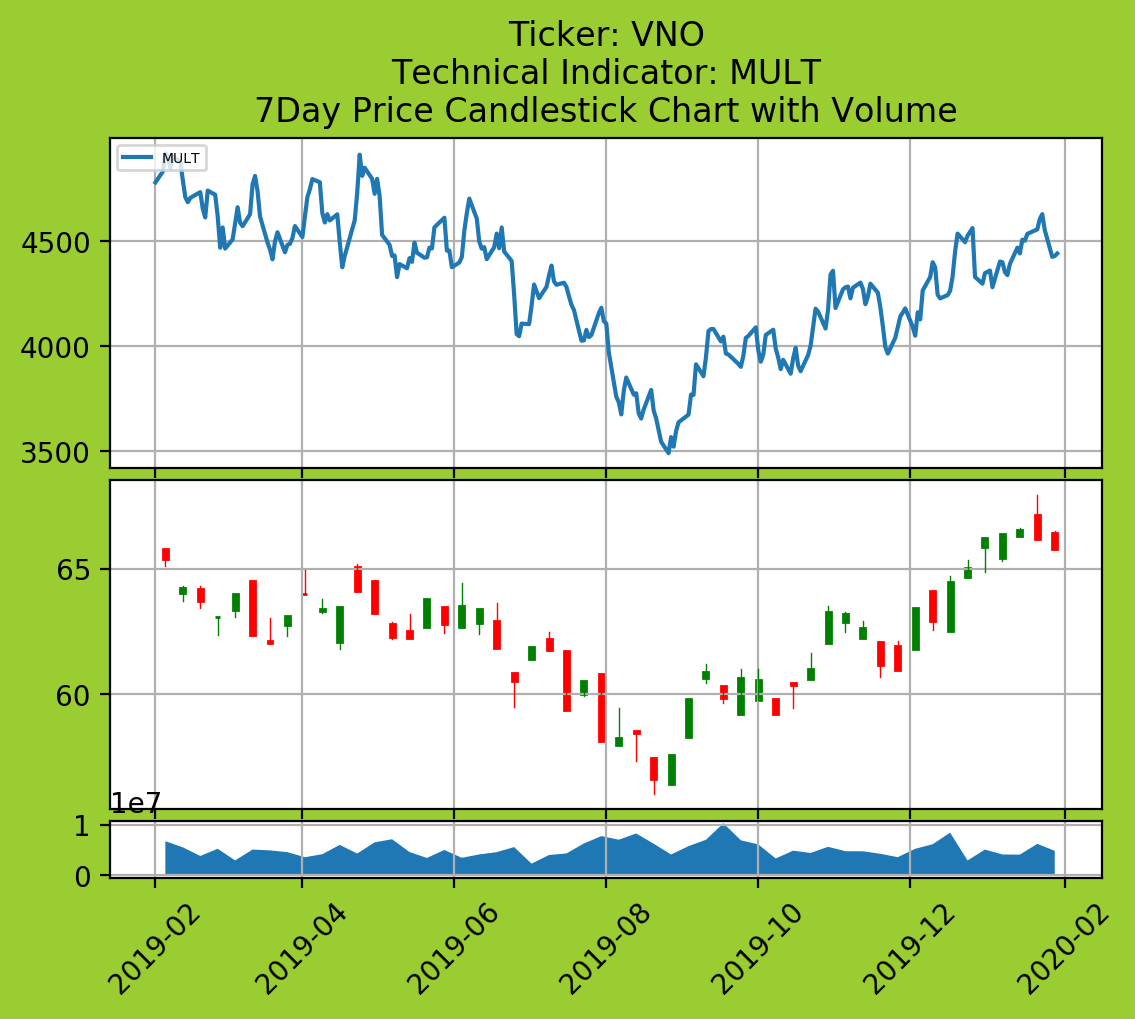 Ticker: VNO
Technical Indicator: MULT
7Day Price Candlestick Chart with Volume
MULT
4500
4000
3500
65
60
1e7
1
0
2019-02
2019-04
2019-06
2019-08
2019-10
2019-12
2020-02